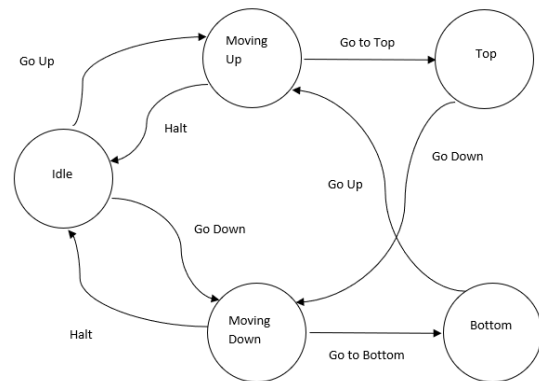 Moving
Up
Go to Top
Top
Go Up
Halt
Go Down
Idle
Go Up
Go Down
Moving
Down
Bottom
Halt
Go to Bottom